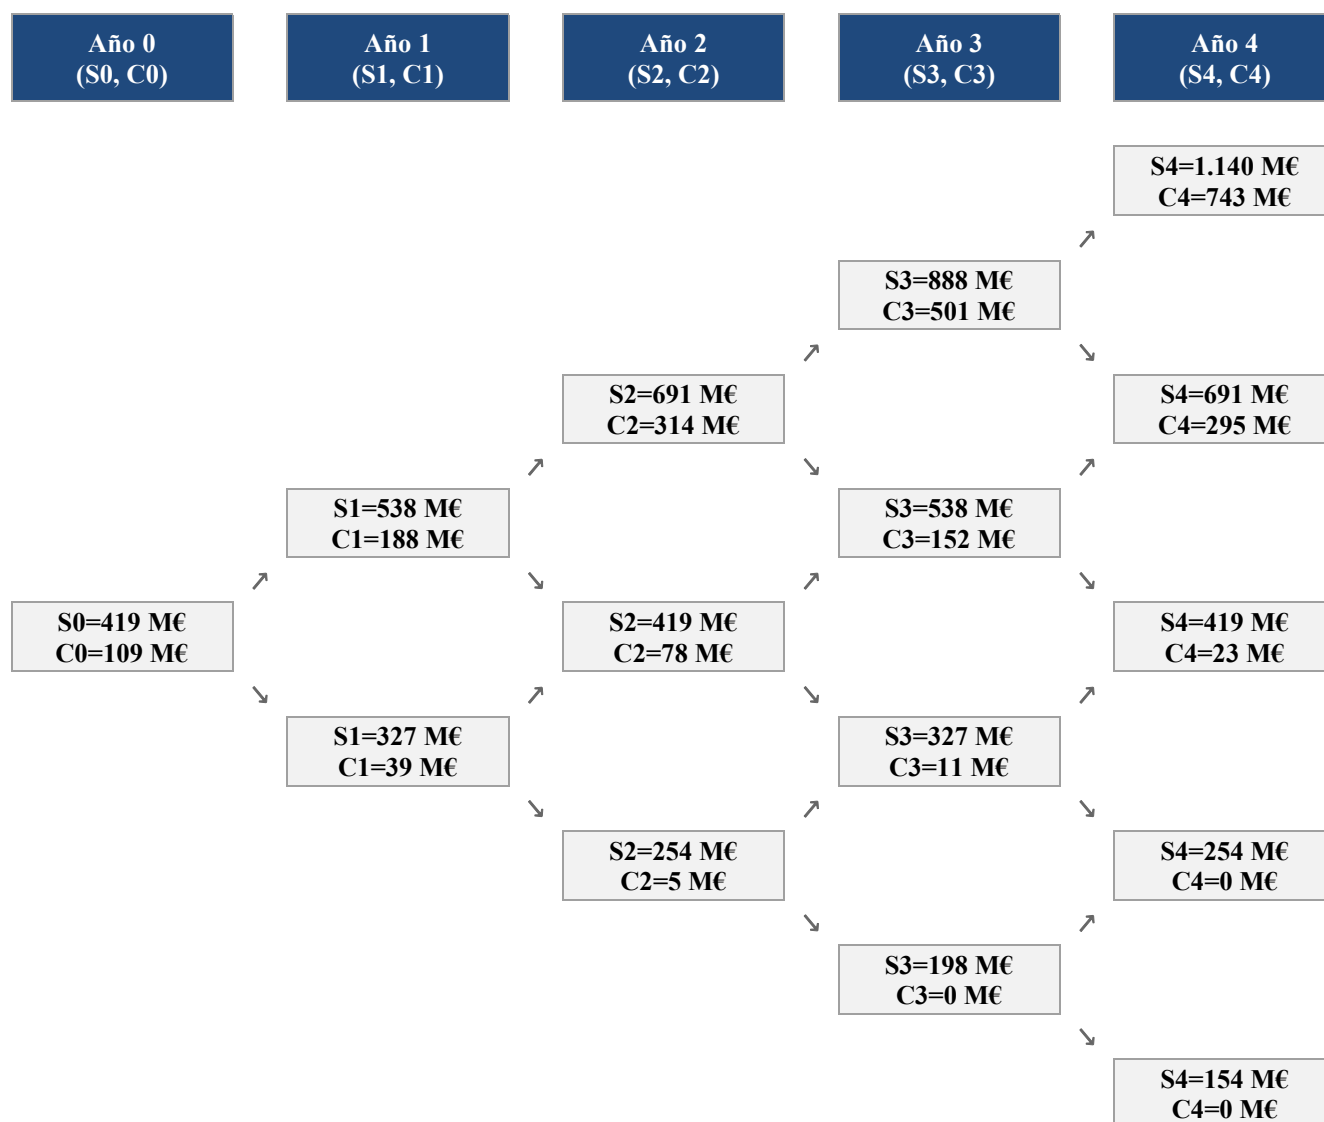 Año 0
(S0, C0)
Año 1
(S1, C1)
Año 2
(S2, C2)
Año 3
(S3, C3)
Año 4
(S4, C4)
S4=1.140 M€
C4=743 M€
S3=888 M€
C3=501 M€
S2=691 M€
C2=314 M€
S4=691 M€
C4=295 M€
S1=538 M€
C1=188 M€
S3=538 M€
C3=152 M€
S0=419 M€
C0=109 M€
S2=419 M€
C2=78 M€
S4=419 M€
C4=23 M€
S1=327 M€
C1=39 M€
S3=327 M€
C3=11 M€
S2=254 M€
C2=5 M€
S4=254 M€
C4=0 M€
S3=198 M€
C3=0 M€
S4=154 M€
C4=0 M€